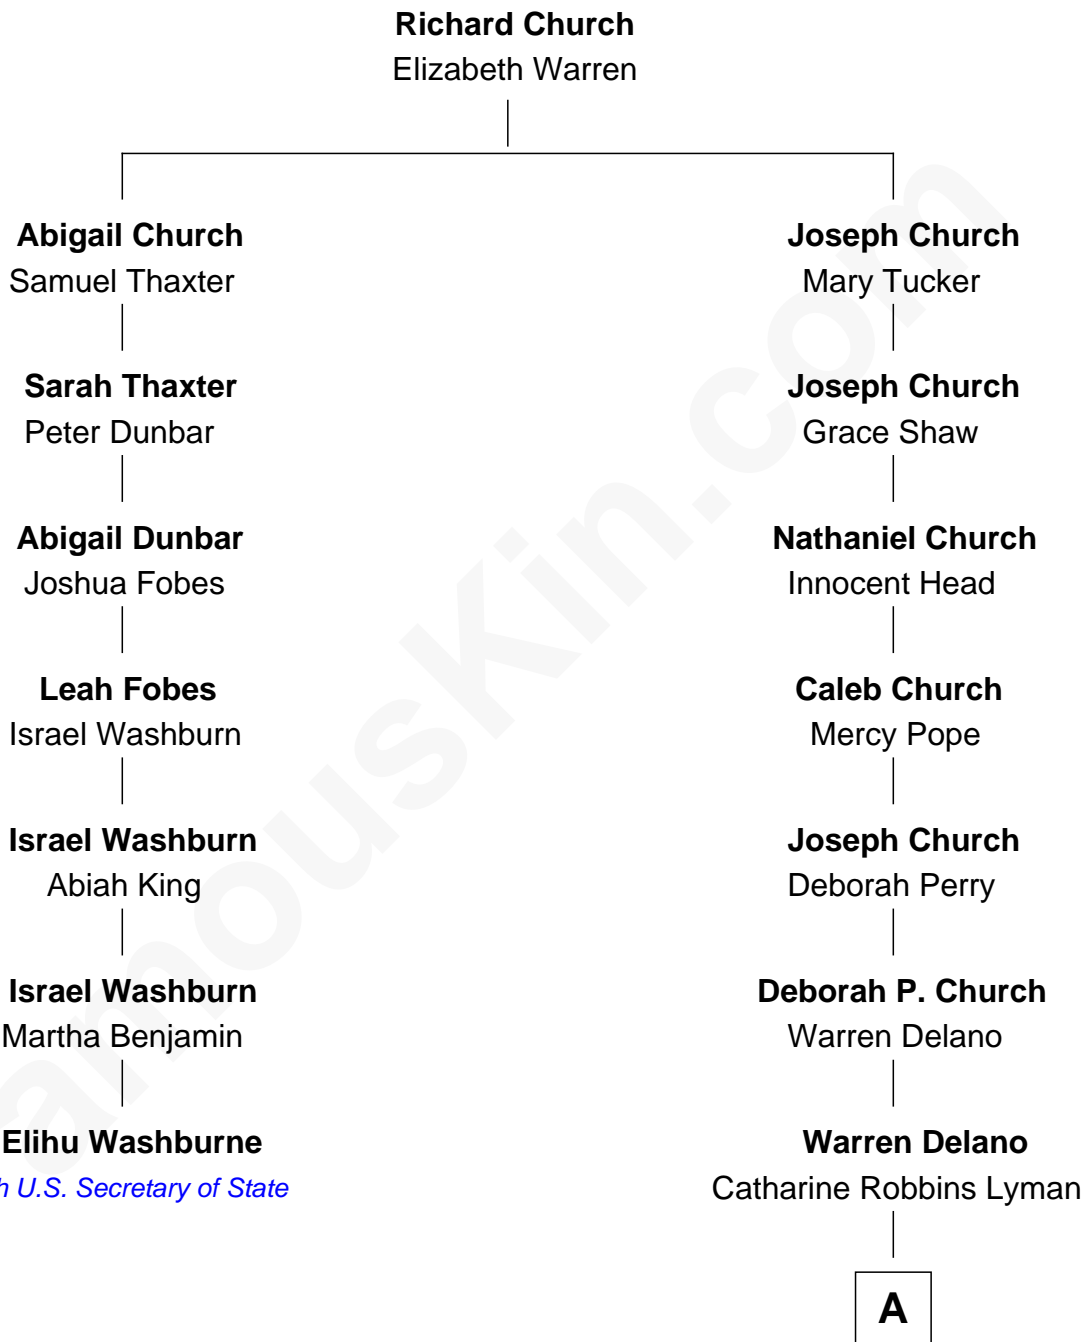 Richard Church
Elizabeth Warren
Abigail Church
Samuel Thaxter
Joseph Church
Mary Tucker
Sarah Thaxter
Peter Dunbar
Joseph Church
Grace Shaw
Abigail Dunbar
Joshua Fobes
Nathaniel Church
Innocent Head
Leah Fobes
Israel Washburn
Caleb Church
Mercy Pope
Israel Washburn
Abiah King
Joseph Church
Deborah Perry
Israel Washburn
Martha Benjamin
Deborah P. Church
Warren Delano
Elihu Washburne
h U.S. Secretary of State
Warren Delano
Catharine Robbins Lyman
A
amouskin.com